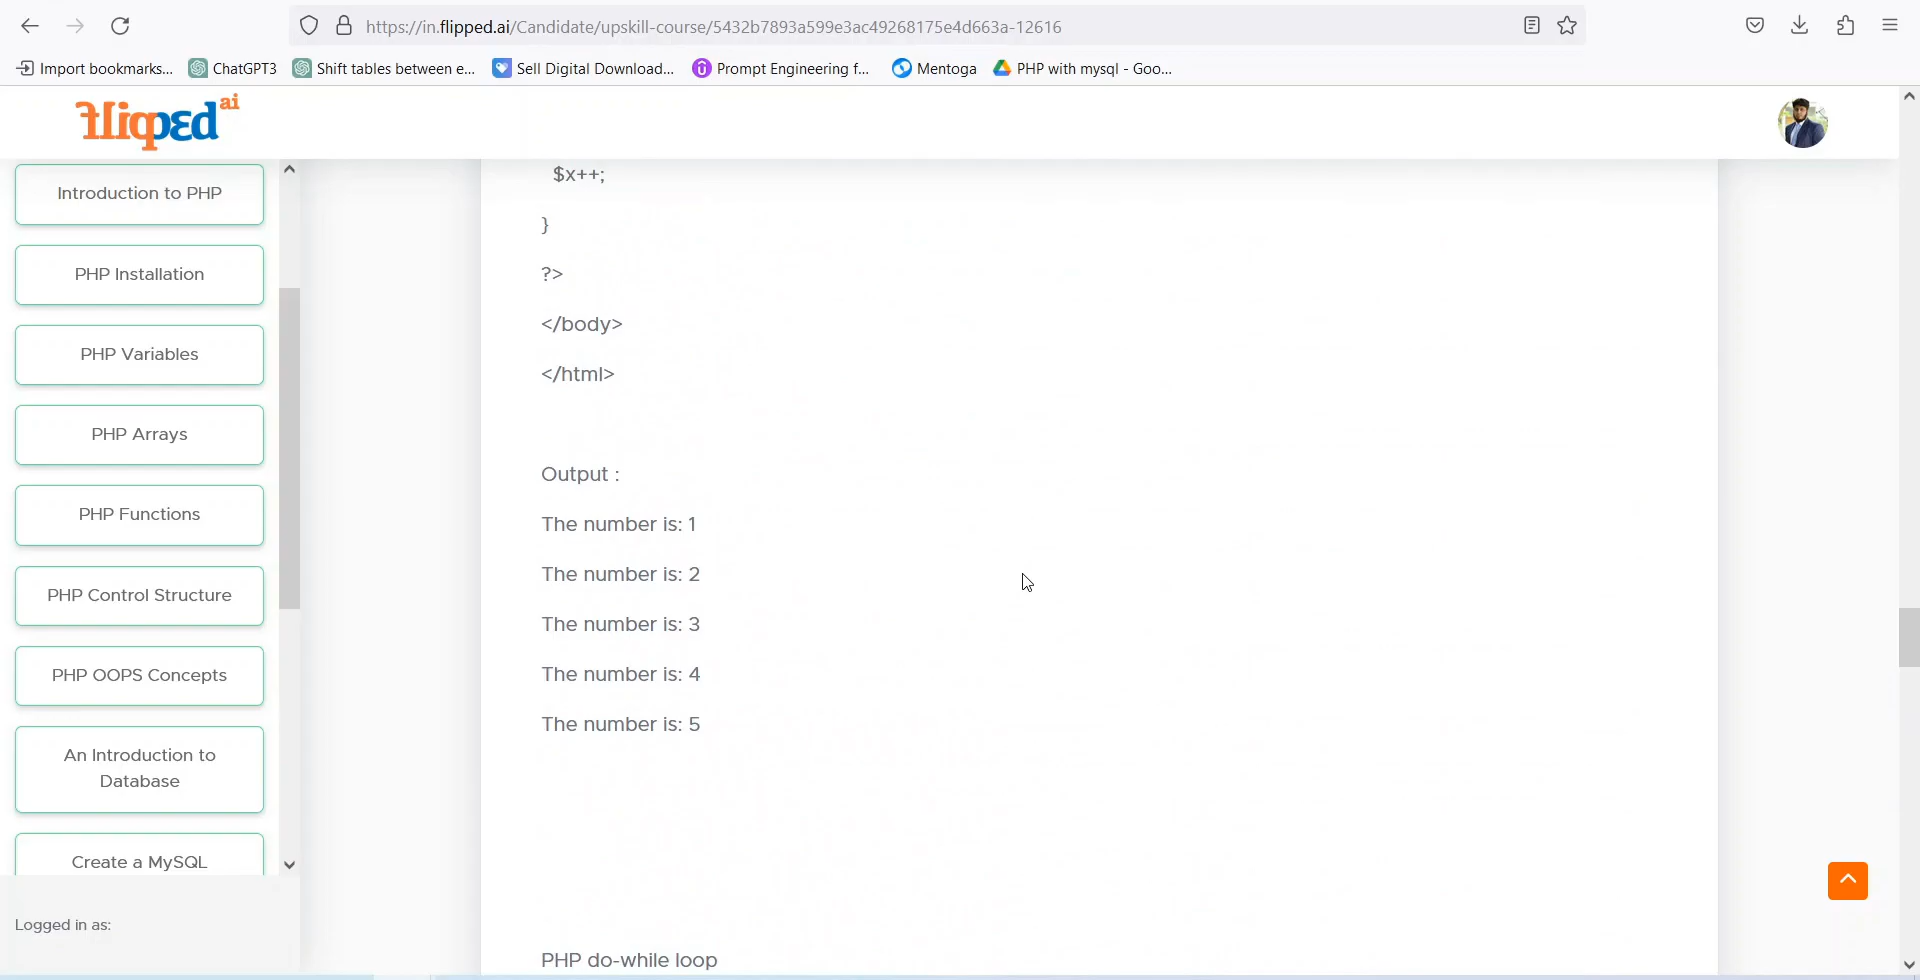 https://in.flipped.ai/Candidate/upskill-course/5432b7893a599e3ac49268175e4d663a-12616
Import bookmarks... ChatGPT3 Shift tables between e... Sell Digital Download... Prompt Engineering f... Mentoga PHP with mysql - Goo...
flipped ai
Introduction to PHP
PHP Installation
PHP Variables
PHP Arrays
PHP Functions
PHP Control Structure
PHP OOPS Concepts
An Introduction to
Database
Create a MySQL
Logged in as:
$x++;
}
?>
</body>
</html>
Output :
The number is: 1
The number is: 2
The number is: 3
The number is: 4
The number is: 5
PHP do-while loop